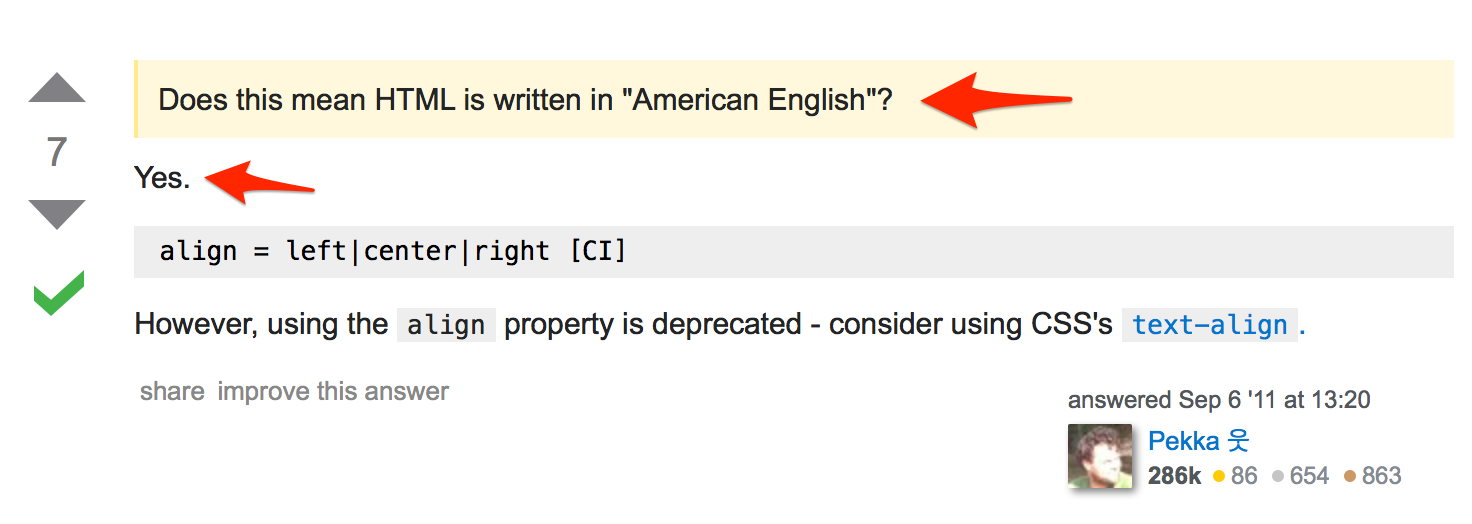 Does this mean HTML is written in "American English"?
7
Yes.
align = left|center|right [CI]
However, using the align property is deprecated - consider using CSS's text-align.
share improve this answer
answered Sep 6 '11 at 13:20
Pekka 웃
286k 86 654 863